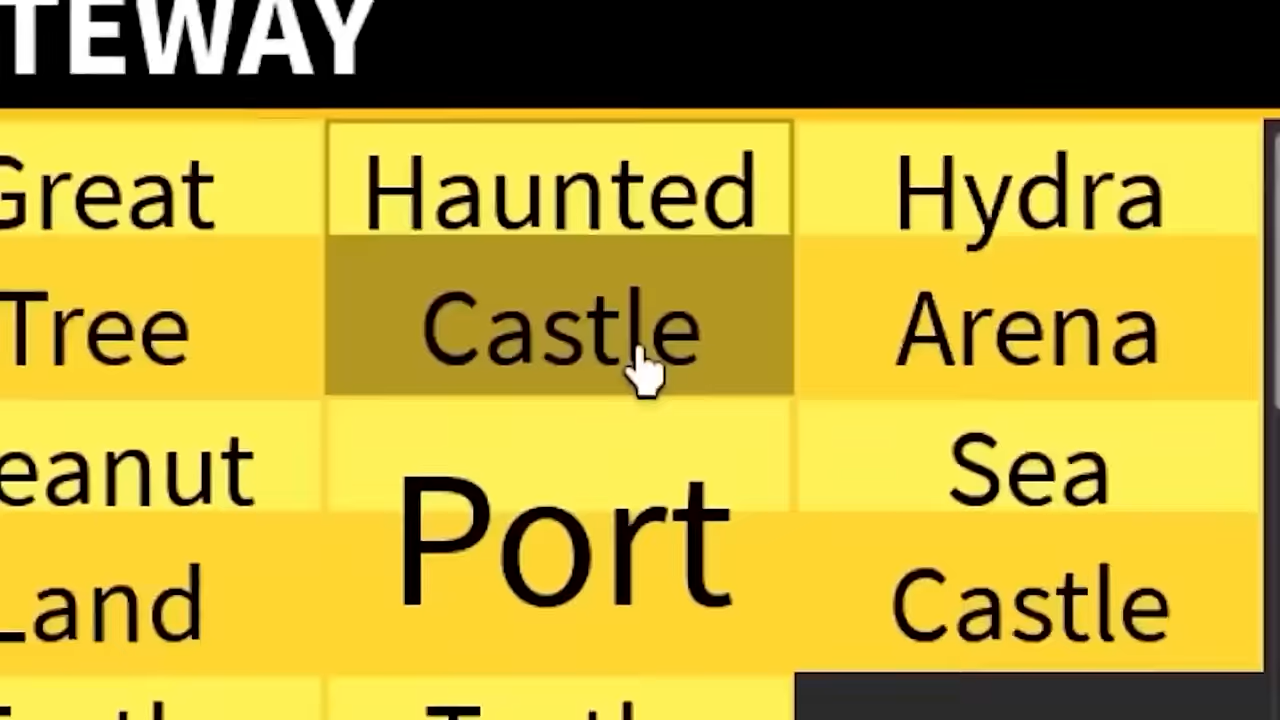 TEWAY
Great
Tree
Haunted
Castle
Hydra
Arena
eanut
Land
Port
Sea
Castle